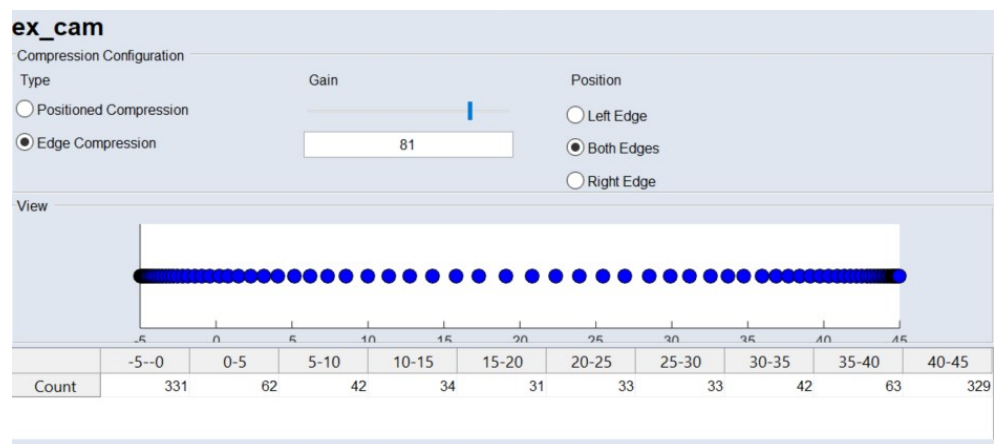 ex_cam
Compression Configuration
Type Gain Position
Positioned Compression
Left Edge
Edge Compression 81 Both Edges
Right Edge
View
-5 0 5 10 15 20 25 30 35 40 45
-5--0 0-5 5-10 10-15 15-20 20-25 25-30 30-35 35-40 40-45
Count 331 62 42 34 31 33 33 42 63 329